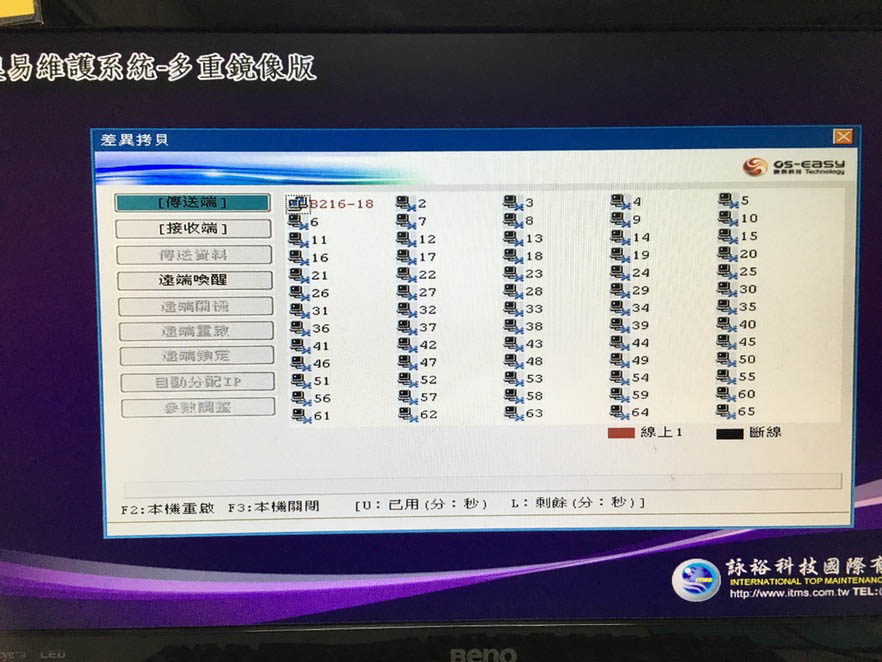 易維護系統-多重鏡像版
差異拷貝
OS-EASY
Technology
[傳送端]
[接收端]
傳送資料
遠端喚醒
遠端關機
遠端重啟
遠端鎖定
自動分配IP
參數調整
B216-18 2 3 4 5
6 7 8 9 10
11 12 13 14 15
16 17 18 19 20
21 22 23 24 25
26 27 28 29 30
31 32 33 34 35
36 37 38 39 40
41 42 43 44 45
46 47 48 49 50
51 52 53 54 55
56 57 58 59 60
61 62 63 64 65
線上1 斷線
F2:本機重啟 F3:本機關閉 [U:已用(分:秒) L:剩餘(分:秒)]
詠裕科技國際有
INTERNATIONAL TOP MAINTENANC
http://www.itms.com.tw TEL:
LED
BenQ